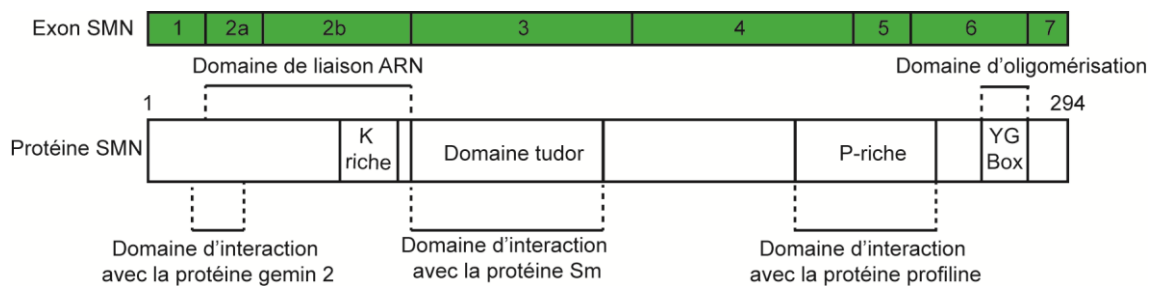 Exon SMN 1 2a 2b 3 4 5 6 7
Domaine de liaison ARN
Domaine d'oligomérisation
1
294
Protéine SMN
K
riche
Domaine tudor
P-riche
YG
Box
Domaine d'interaction
avec la protéine gemin 2
Domaine d'interaction
avec la protéine Sm
Domaine d'interaction
avec la protéine profiline